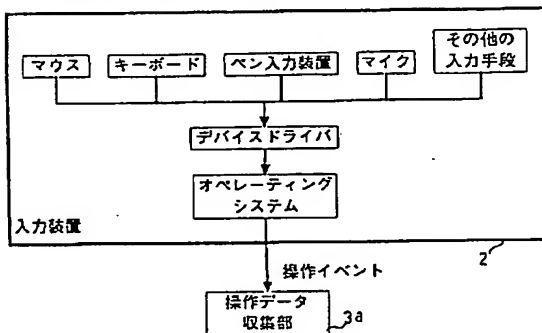 その他の
入力手段
マウス
キーボード
ペン入力装置
マイク
デバイスドライバ
オペレーティング
システム
入力装置
2
操作イベント
操作データ
収集部
3a